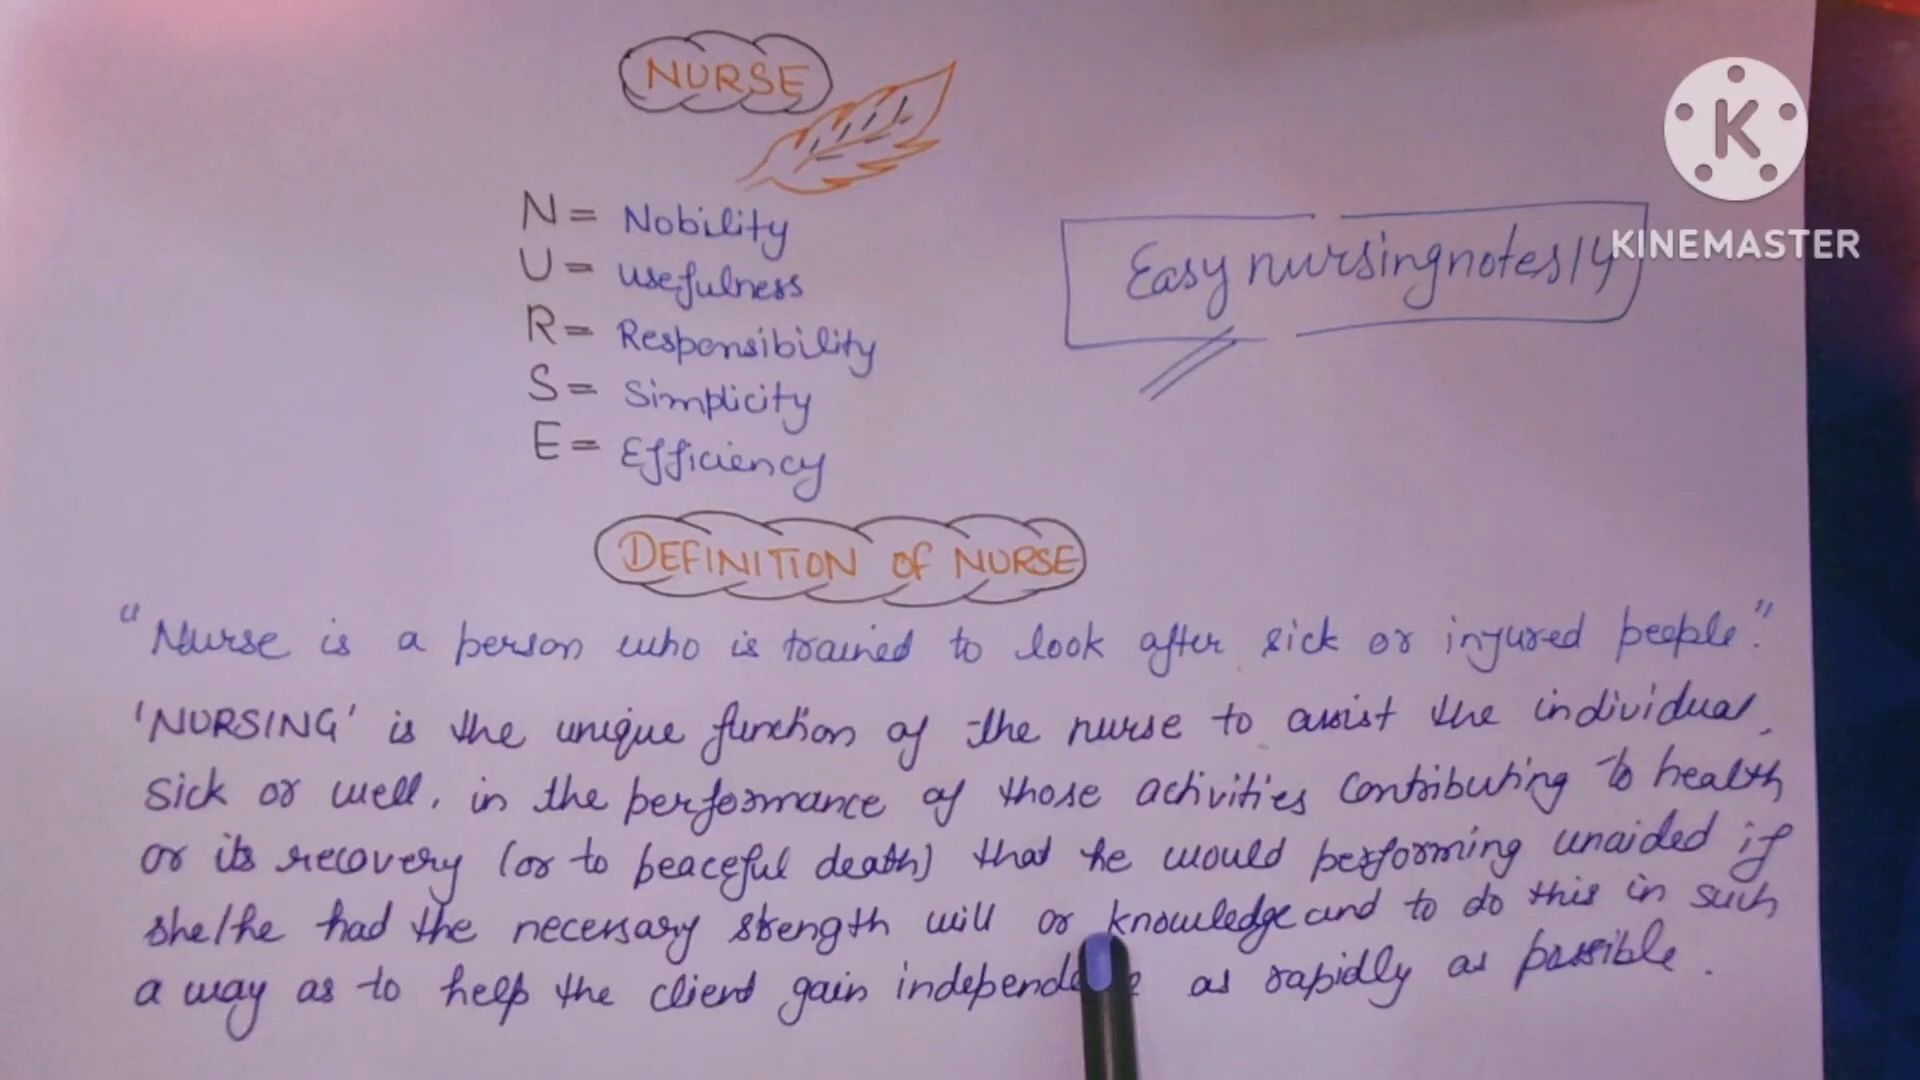 NURSE
N = Nobility
U = usefulness
R = Responsibility
S = Simplicity
E = Efficiency
Easy nursingnotes14
KINEMASTER
DEFINITION OF NURSE
"Nurse is a person who is trained to look after sick or injured people."
'NURSING' is the unique function of the nurse to assist the individual,
sick or well, in the performance of those activities contributing to health
or its recovery (or to peaceful death) that he would performing unaided if
she/he had the necessary strength will or knowledge and to do this in such
a way as to help the client gain as rapidly as possible.